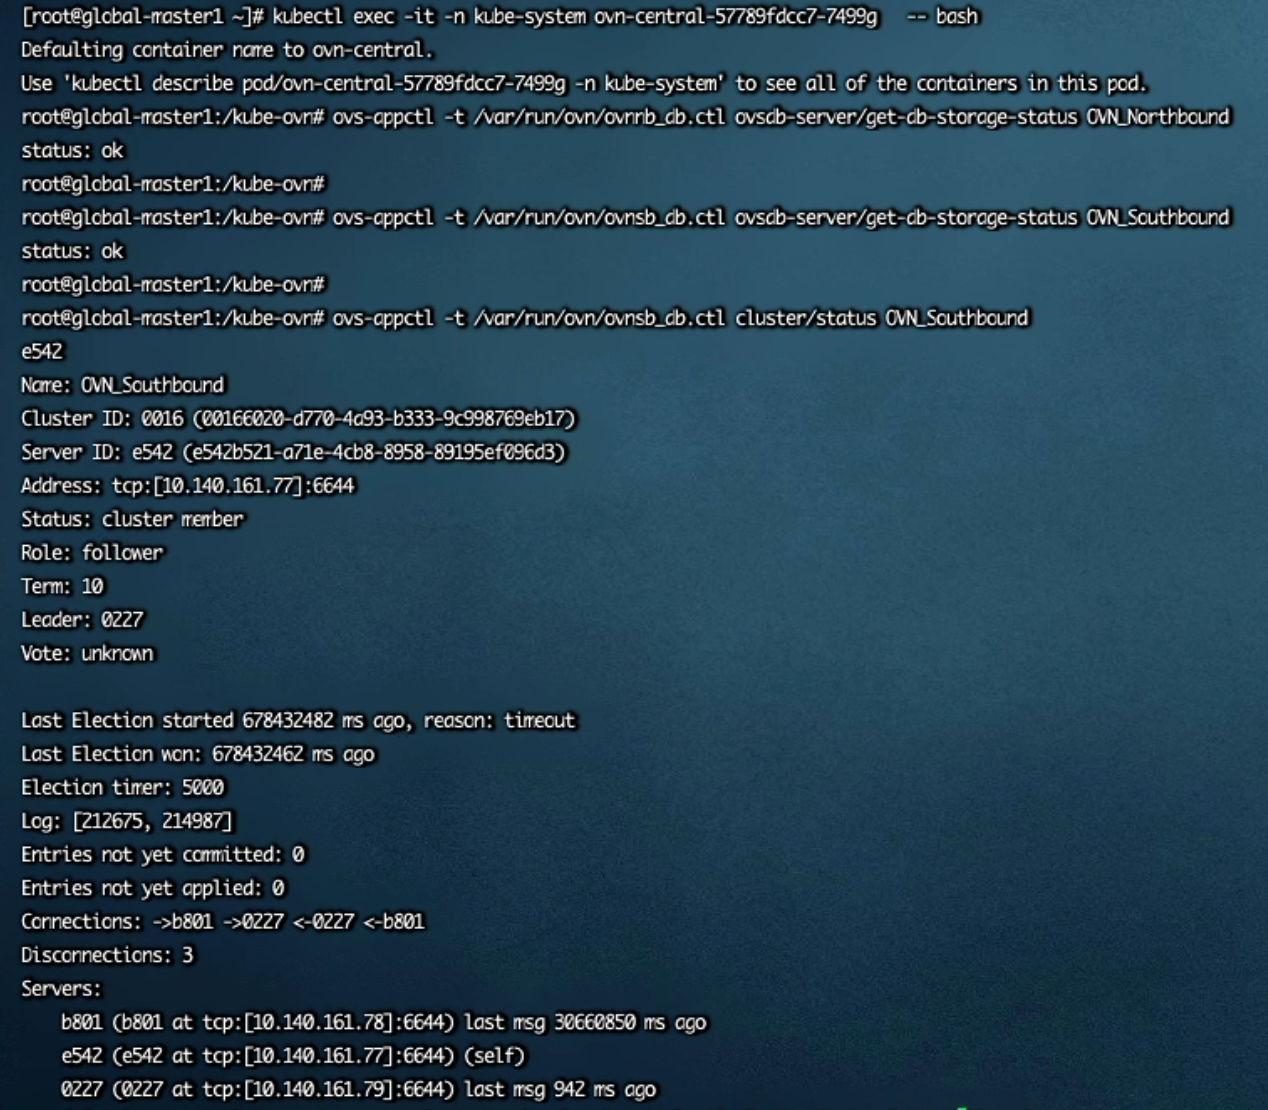 [root@global-master1 ~]# kubectl exec -it -n kube-system ovn-central-57789fdcc7-7499g   -- bash
Defaulting container name to ovn-central.
Use 'kubectl describe pod/ovn-central-57789fdcc7-7499g -n kube-system' to see all of the containers in this pod.
root@global-master1:/kube-ovn# ovs-appctl -t /var/run/ovn/ovnnb_db.ctl ovsdb-server/get-db-storage-status OVN_Northbound
status: ok
root@global-master1:/kube-ovn#
root@global-master1:/kube-ovn# ovs-appctl -t /var/run/ovn/ovnsb_db.ctl ovsdb-server/get-db-storage-status OVN_Southbound
status: ok
root@global-master1:/kube-ovn#
root@global-master1:/kube-ovn# ovs-appctl -t /var/run/ovn/ovnsb_db.ctl cluster/status OVN_Southbound
e542
Name: OVN_Southbound
Cluster ID: 0016 (00166020-d770-4a93-b333-9c998769eb17)
Server ID: e542 (e542b521-a71e-4cb8-8958-89195ef096d3)
Address: tcp:[10.140.161.77]:6644
Status: cluster member
Role: follower
Term: 10
Leader: 0227
Vote: unknown
Last Election started 678432482 ms ago, reason: timeout
Last Election won: 678432462 ms ago
Election timer: 5000
Log: [212675, 214987]
Entries not yet committed: 0
Entries not yet applied: 0
Connections: ->b801 ->0227 <-0227 <-b801
Disconnections: 3
Servers:
    b801 (b801 at tcp:[10.140.161.78]:6644) last msg 30660850 ms ago
    e542 (e542 at tcp:[10.140.161.77]:6644) (self)
    0227 (0227 at tcp:[10.140.161.79]:6644) last msg 942 ms ago